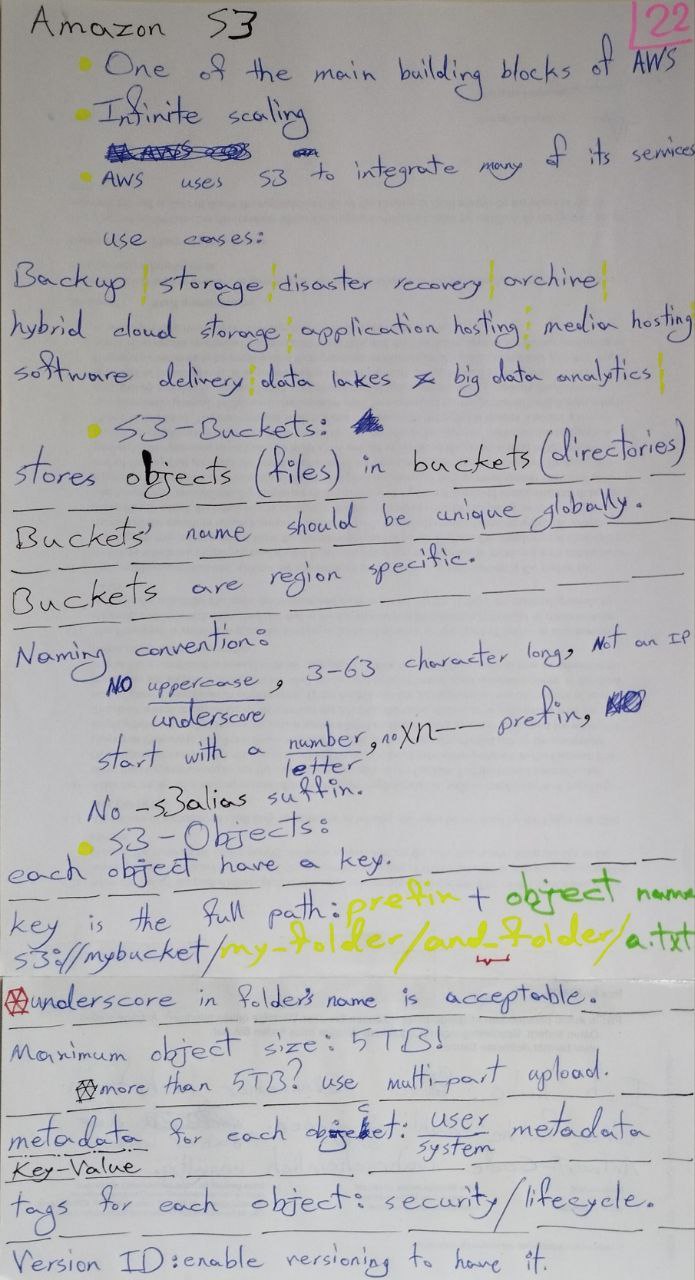 Amazon S3
22
One of the main building blocks of AWS
Infinite scaling
AWS uses S3 to integrate many of its services
use cases:
Backup | storage | disaster recovery | archive |
hybrid cloud storage | application hosting | media hosting
software delivery | data lakes & big data analytics |
S3-Buckets:
stores objects (files) in buckets (directories)
Buckets' name should be unique globally.
Buckets are region specific.
Naming convention:
NO uppercase, 3-63 character long, Not an IP
underscore
start with a number, no Xn-- prefix,
letter
No -s3alias suffix.
S3-Objects:
each object have a key.
key is the full path: prefix + object name
s3://mybucket/my_folder/and_folder/a.txt
underscore in folder's name is acceptable.
Maximum object size: 5TB!
more than 5TB? use multi-part upload.
metadata for each object: user metadata
system
Key-Value
tags for each object: security/lifecycle.
Version ID: enable versioning to have it.